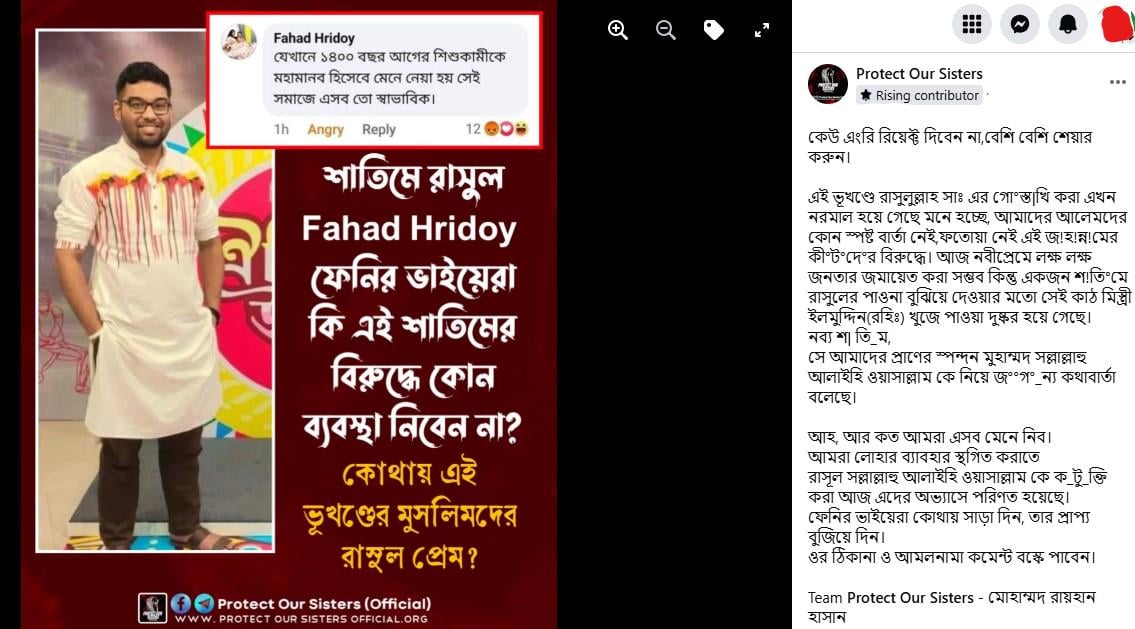 Fahad Hridoy
যেখানে ১৪০০ বছর আগের শিশুকামীকে
মহামানব হিসেবে মেনে নেয়া হয় সেই
সমাজে এসব তো স্বাভাবিক।
1h Angry Reply 12
শাতিমে রাসুল
Fahad Hridoy
ফেনির ভাইয়েরা
কি এই শাতিমের
বিরুদ্ধে কোন
ব্যবস্থা নিবেন না?
কোথায় এই
ভূখণ্ডের মুসলিমদের
রাসুল প্রেম?
Protect Our Sisters (Official)
WWW. PROTECT OUR SISTERS OFFICIAL.ORG
Protect Our Sisters
Rising contributor ·
কেউ এংরি রিয়েক্ট দিবেন না,বেশি বেশি শেয়ার
করুন।
এই ভূখণ্ডে রাসুলুল্লাহ সাঃ এর গো°স্ত|খি করা এখন
নরমাল হয়ে গেছে মনে হচ্ছে, আমাদের আলেমদের
কোন স্পষ্ট বার্তা নেই,ফতোয়া নেই এই জ!হ!ন্ন!মের
কী°ট°দে°র বিরুদ্ধে। আজ নবীপ্রেমে লক্ষ লক্ষ
জনতার জমায়েত করা সম্ভব কিন্তু একজন শ!তি°মে
রাসুলের পাওনা বুঝিয়ে দেওয়ার মতো সেই কাঠ মিস্ত্রী
ইলমুদ্দিন(রহিঃ) খুজে পাওয়া দুষ্কর হয়ে গেছে।
নব্য শ| তি_ম,
সে আমাদের প্রাণের স্পন্দন মুহাম্মদ সল্লাল্লাহু
আলাইহি ওয়াসাল্লাম কে নিয়ে জ°°গ°_ন্য কথাবার্তা
বলেছে।
আহ, আর কত আমরা এসব মেনে নিব।
আমরা লোহার ব্যাবহার স্থগিত করাতে
রাসূল সল্লাল্লাহু আলাইহি ওয়াসাল্লাম কে ক_টু_ক্তি
করা আজ এদের অভ্যাসে পরিণত হয়েছে।
ফেনির ভাইয়েরা কোথায় সাড়া দিন, তার প্রাপ্য
বুজিয়ে দিন।
ওর ঠিকানা ও আমলনামা কমেন্ট বক্সে পাবেন।
Team Protect Our Sisters - মোহাম্মদ রায়হান
হাসান